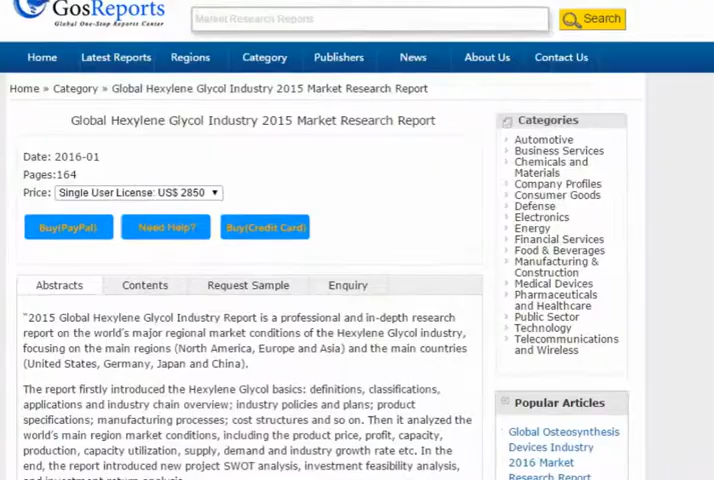 GosReports
Global One-Stop Reports Center
Market Research Reports
Search
Home
Latest Reports
Regions
Category
Publishers
News
About Us
Contact Us
Home » Category » Global Hexylene Glycol Industry 2015 Market Research Report
Global Hexylene Glycol Industry 2015 Market Research Report
Date: 2016-01
Pages:164
Price: Single User License: US$ 2850
Buy(PayPal)
Need Help?
Buy(Credit Card)
Abstracts
Contents
Request Sample
Enquiry
"2015 Global Hexylene Glycol Industry Report is a professional and in-depth research
report on the world's major regional market conditions of the Hexylene Glycol industry,
focusing on the main regions (North America, Europe and Asia) and the main countries
(United States, Germany, Japan and China).
The report firstly introduced the Hexylene Glycol basics: definitions, classifications,
applications and industry chain overview; industry policies and plans; product
specifications; manufacturing processes; cost structures and so on. Then it analyzed the
world's main region market conditions, including the product price, profit, capacity,
production, capacity utilization, supply, demand and industry growth rate etc. In the
end, the report introduced new project SWOT analysis, investment feasibility analysis,
and investment return analysis.
Categories
Automotive
Business Services
Chemicals and
Materials
Company Profiles
Consumer Goods
Defense
Electronics
Energy
Financial Services
Food & Beverages
Manufacturing &
Construction
Medical Devices
Pharmaceuticals
and Healthcare
Public Sector
Technology
Telecommunications
and Wireless
Popular Articles
Global Osteosynthesis
Devices Industry
2016 Market
Research Report